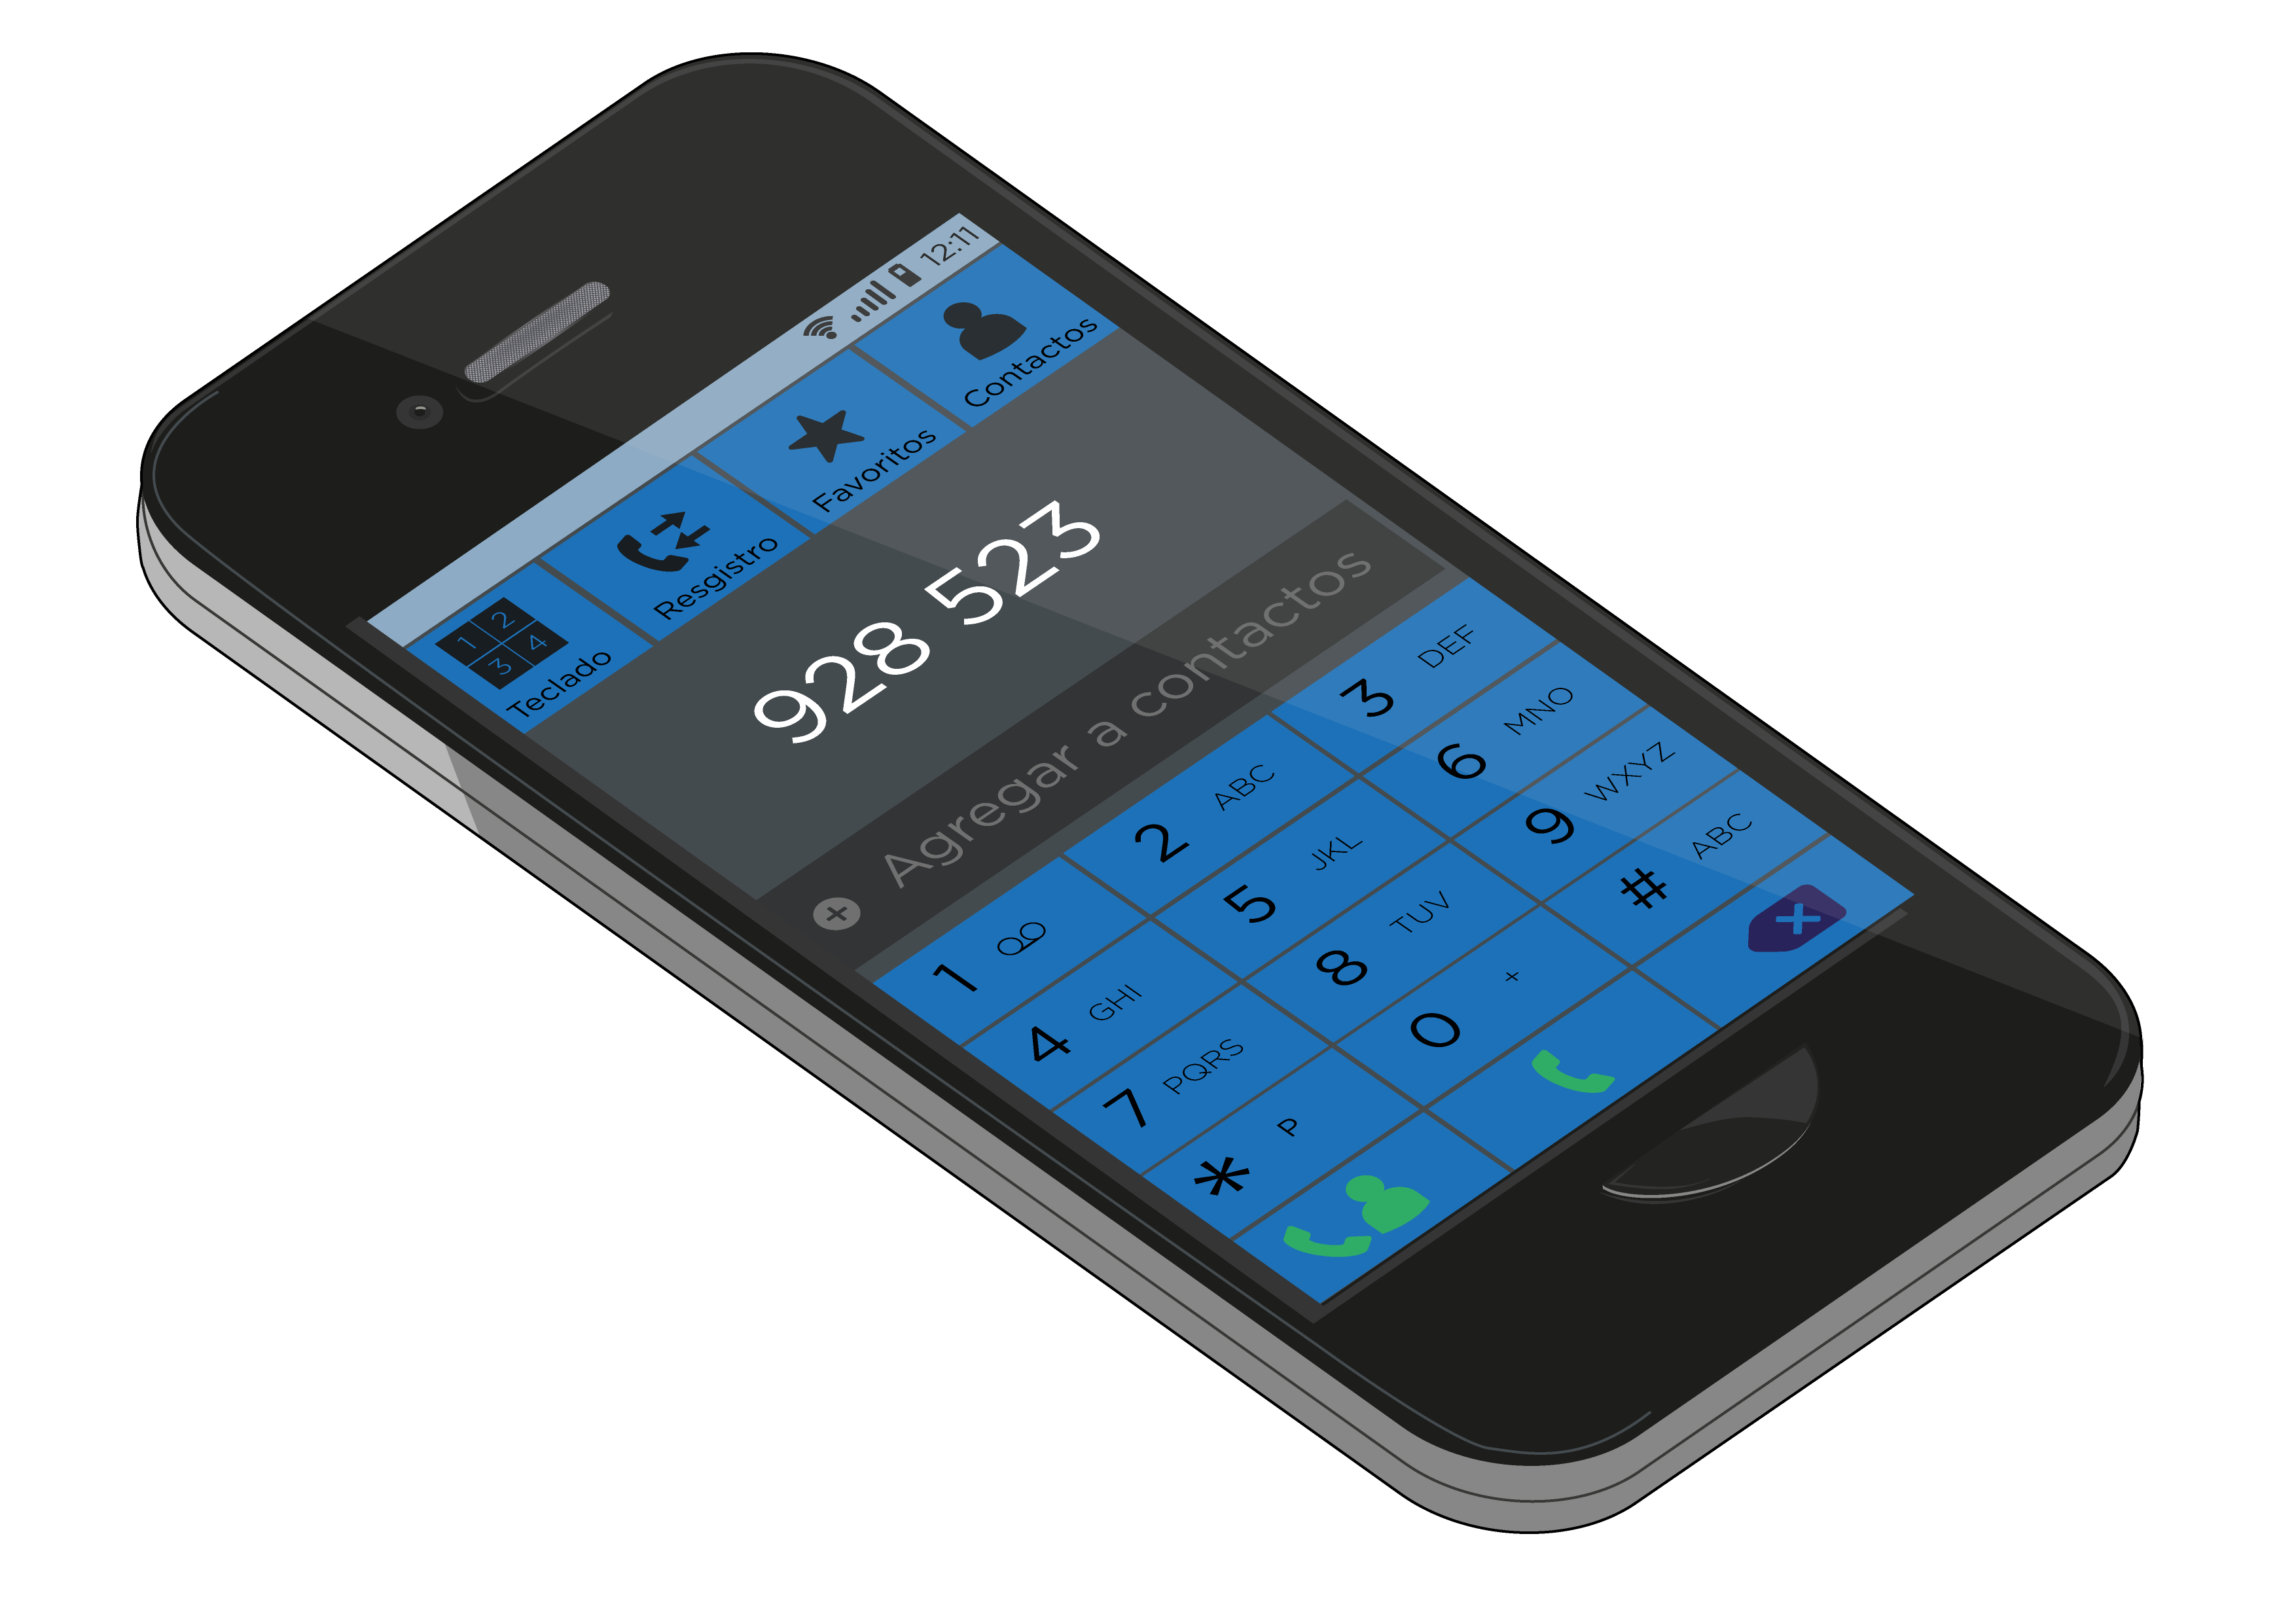 12:11
1 2
3 4
Teclado
Resgistro
Favoritos
Contactos
928 523
Agregar a contactos
1
2 ABC
3 DEF
4 GHI
5 JKL
6 MNO
7 PQRS
8 TUV
9 WXYZ
* P
0 +
# ABC